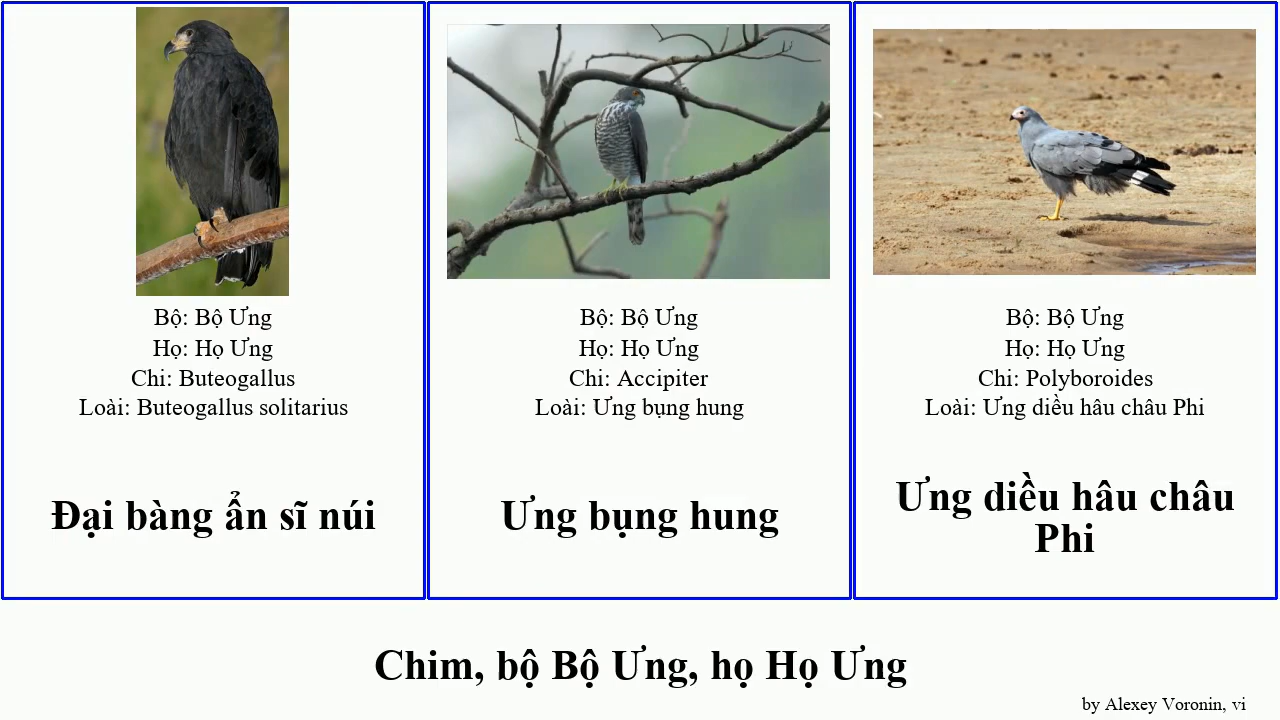 Bộ: Bộ Ưng
Họ: Họ Ưng
Chi: Buteogallus
Loài: Buteogallus solitarius
Đại bàng ẩn sĩ núi
Bộ: Bộ Ưng
Họ: Họ Ưng
Chi: Accipiter
Loài: Ưng bụng hung
Ưng bụng hung
Bộ: Bộ Ưng
Họ: Họ Ưng
Chi: Polyboroides
Loài: Ưng diều hâu châu Phi
Ưng diều hâu châu
Phi
Chim, bộ Bộ Ưng, họ Họ Ưng
by Alexey Voronin, vi